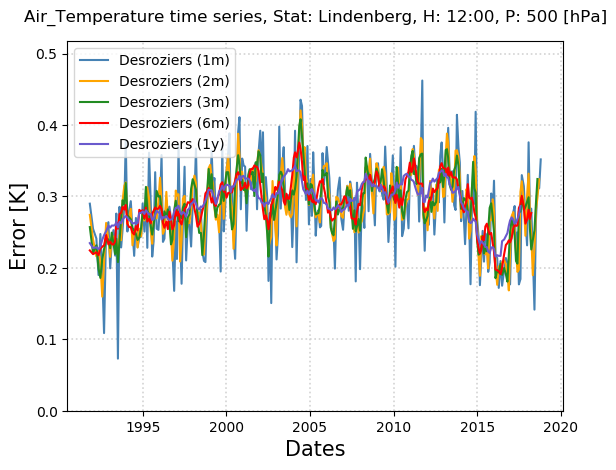 Air_Temperature time series, Stat: Lindenberg, H: 12:00, P: 500 [hPa]
Desroziers (1m)
Desroziers (2m)
Desroziers (3m)
Desroziers (6m)
Desroziers (1y)
Error [K]
0.5
0.4
0.3
0.2
0.1
0.0
1995 2000 2005 2010 2015 2020
Dates